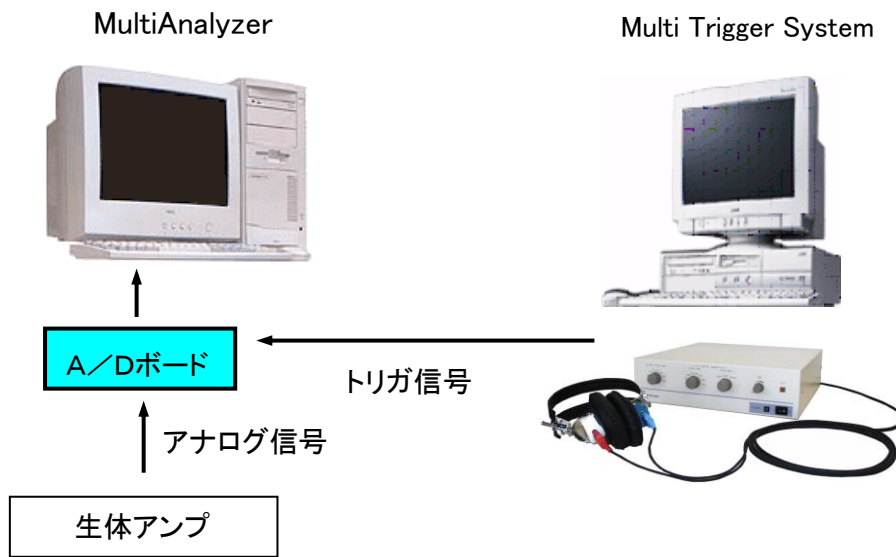 MultiAnalyzer
Multi Trigger System
A／Dボード
トリガ信号
アナログ信号
生体アンプ